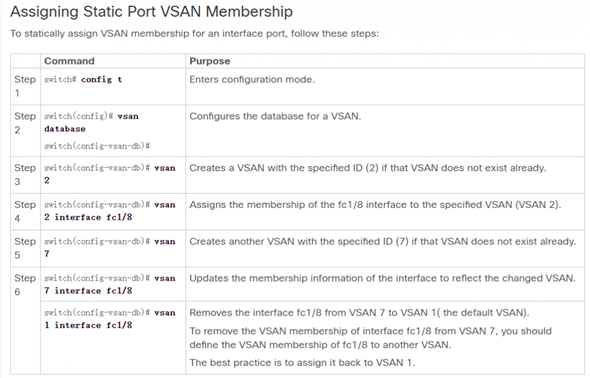 Assigning Static Port VSAN Membership
To statically assign VSAN membership for an interface port, follow these steps:
Command
Purpose
Step 1
switch# config t
Enters configuration mode.
Step 2
switch(config)# vsan
database
switch(config-vsan-db)#
Configures the database for a VSAN.
Step 3
switch(config-vsan-db)# vsan
2
Creates a VSAN with the specified ID (2) if that VSAN does not exist already.
Step 4
switch(config-vsan-db)# vsan
2 interface fc1/8
Assigns the membership of the fc1/8 interface to the specified VSAN (VSAN 2).
Step 5
switch(config-vsan-db)# vsan
7
Creates another VSAN with the specified ID (7) if that VSAN does not exist already.
Step 6
switch(config-vsan-db)# vsan
7 interface fc1/8
Updates the membership information of the interface to reflect the changed VSAN.
switch(config-vsan-db)# vsan
1 interface fc1/8
Removes the interface fc1/8 from VSAN 7 to VSAN 1( the default VSAN).
To remove the VSAN membership of interface fc1/8 from VSAN 7, you should
define the VSAN membership of fc1/8 to another VSAN.
The best practice is to assign it back to VSAN 1.